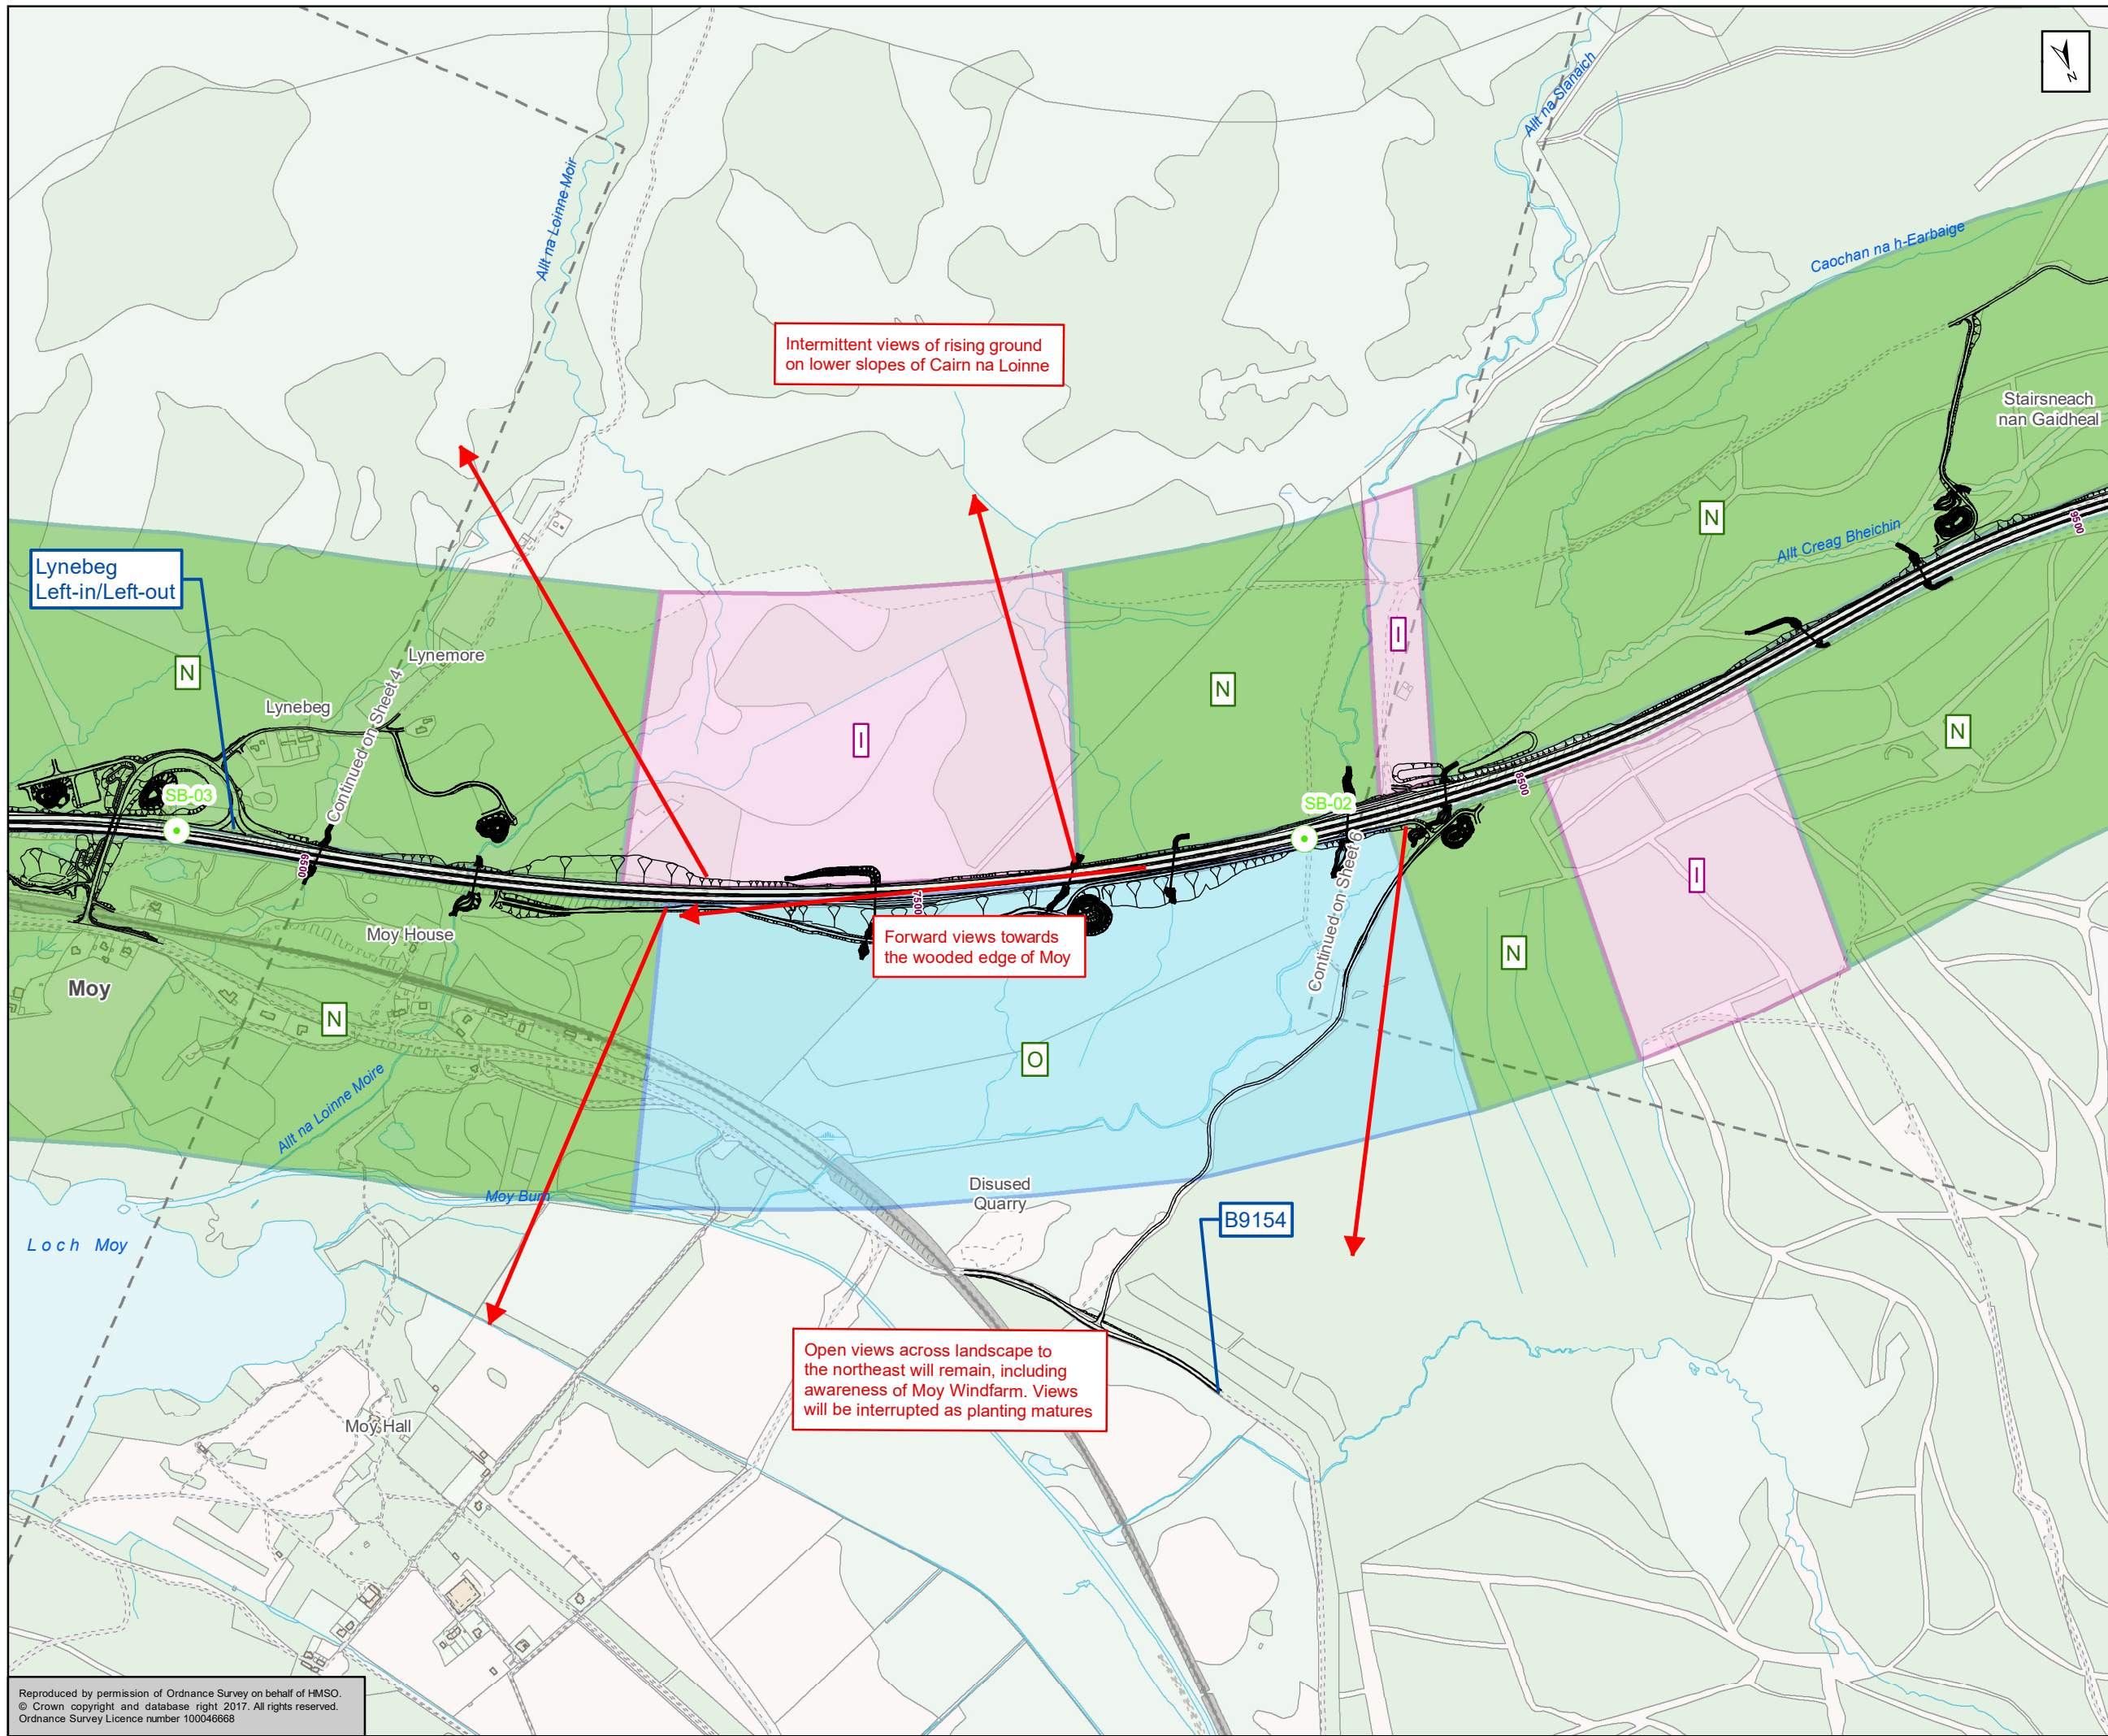 N
Allt na Slanaich
Allt na Loinne Moir
Caochan na h-Earbaige
Intermittent views of rising ground
on lower slopes of Cairn na Loinne
Stairsneach
nan Gaidheal
N
9500
Allt Creag Bheichin
Lynebeg
Left-in/Left-out
I
Lynemore
N
N
Lynebeg
Continued on Sheet 4
I
N
8500
SB-03
SB-02
6500
I
7500
Continued on Sheet 6
Moy House
Forward views towards
the wooded edge of Moy
N
Moy
N
O
Allt na Loinne Moire
Moy Burn
Disused
Quarry
B9154
Loch Moy
Open views across landscape to
the northeast will remain, including
awareness of Moy Windfarm. Views
will be interrupted as planting matures
Moy Hall
Reproduced by permission of Ordnance Survey on behalf of HMSO.
© Crown copyright and database right 2017. All rights reserved.
Ordnance Survey Licence number 100046668